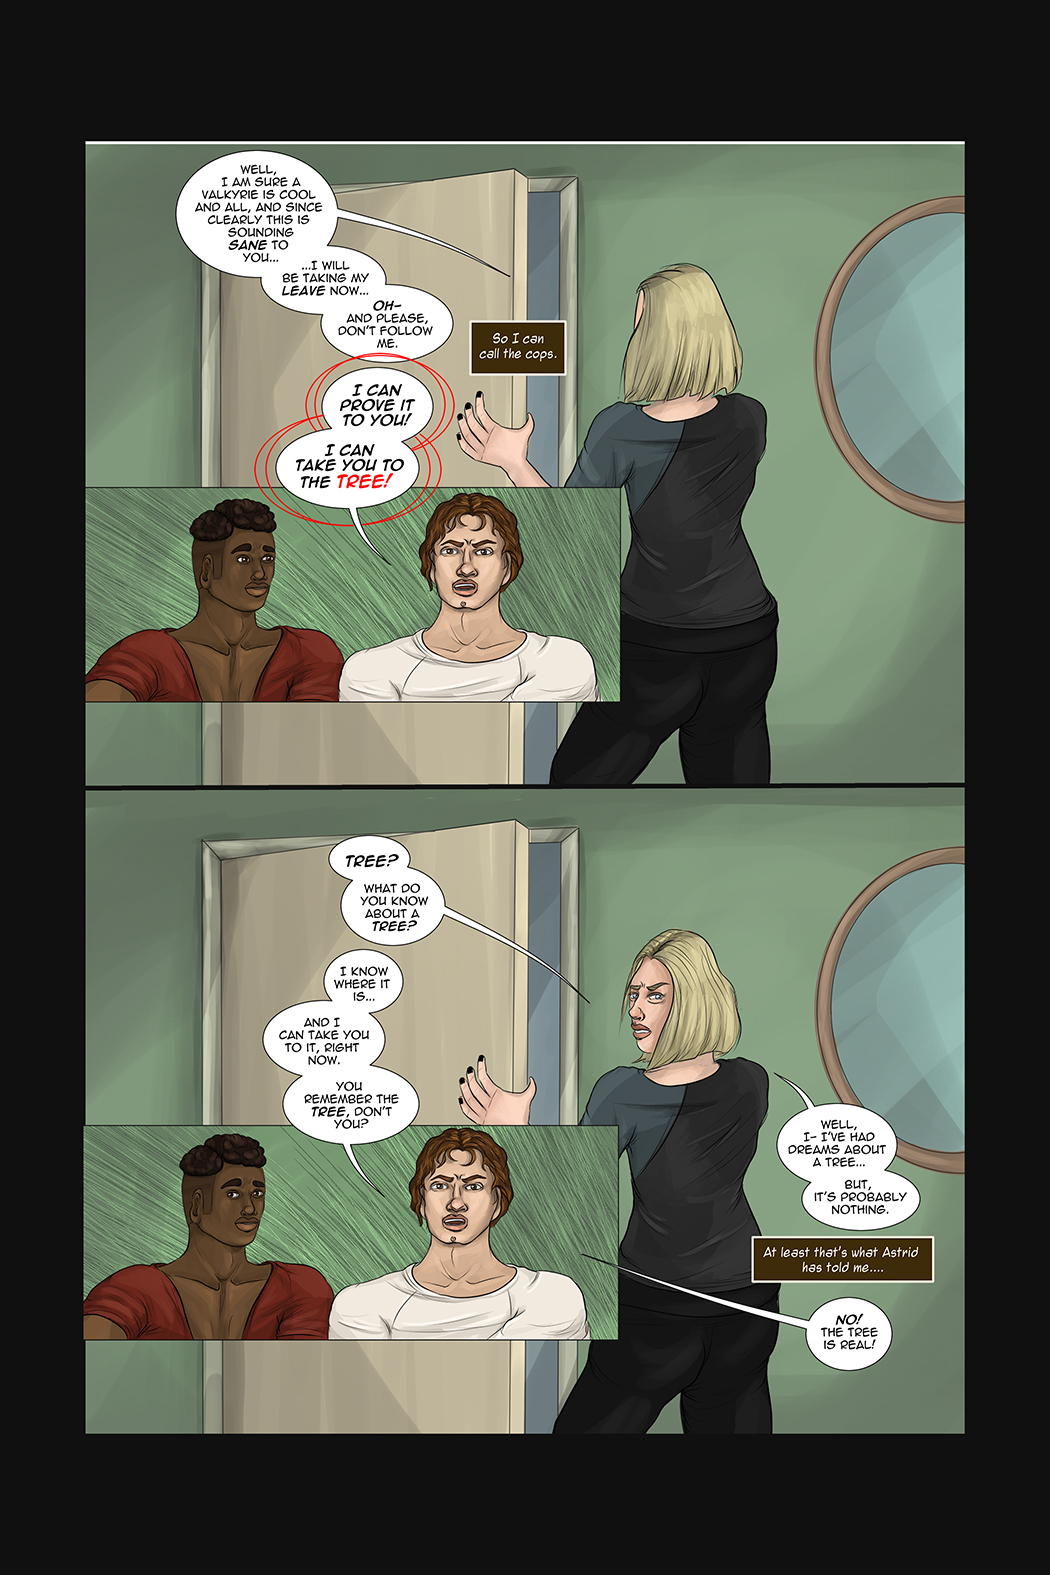 WELL,
I AM SURE A
VALKYRIE IS COOL
AND ALL, AND SINCE
CLEARLY THIS IS
SOUNDING
SANE TO
YOU...
...I WILL
BE TAKING MY
LEAVE NOW...
OH-
AND PLEASE,
DON'T FOLLOW
ME.
So I can
call the cops.
I CAN
PROVE IT
TO YOU!
I CAN
TAKE YOU TO
THE TREE!
TREE?
WHAT DO
YOU KNOW
ABOUT A
TREE?
I KNOW
WHERE IT
IS...
AND I
CAN TAKE YOU
TO IT, RIGHT
NOW.
YOU
REMEMBER THE
TREE, DON'T
YOU?
WELL,
I- I'VE HAD
DREAMS ABOUT
A TREE...
BUT,
IT'S PROBABLY
NOTHING.
At least that's what Astrid
has told me....
NO!
THE TREE
IS REAL!